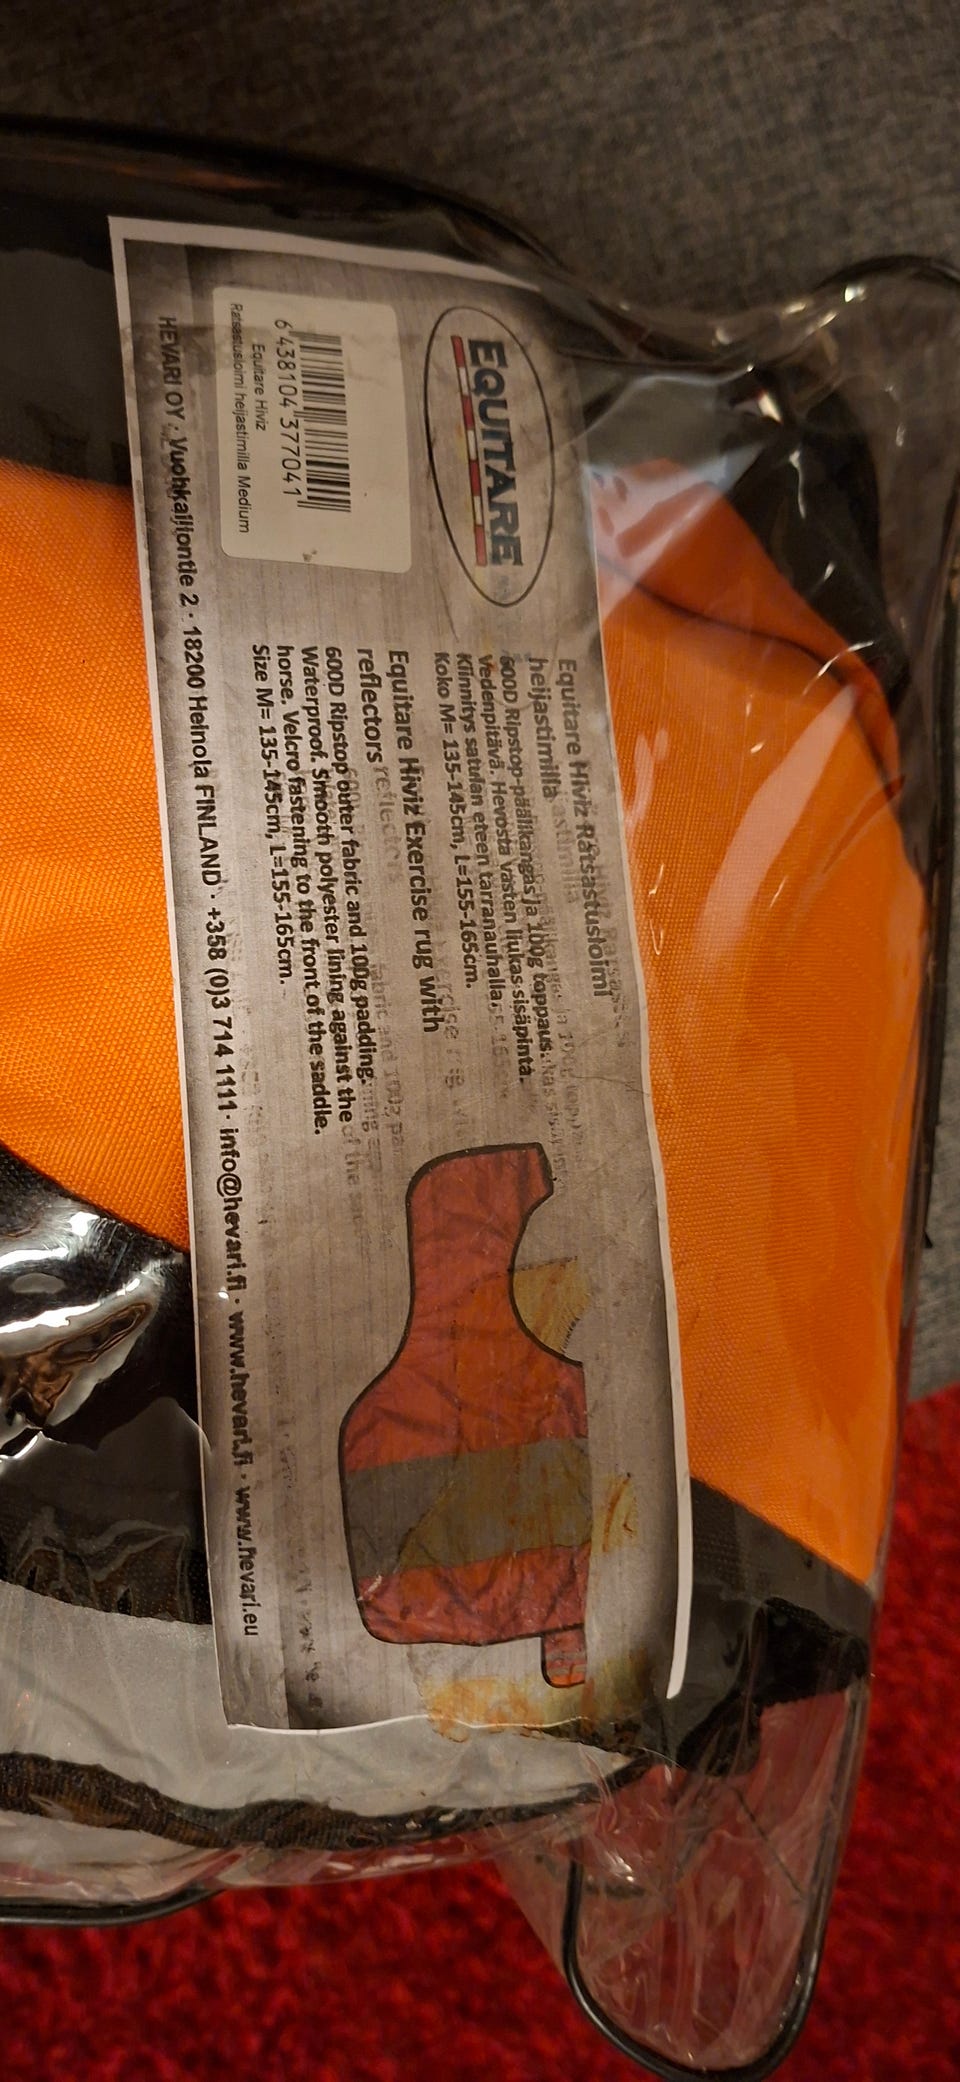 EQUITARE
6 438104 377041
Equitare Hiviz
Ratsastusloimi heijastimilla Medium
Equitare Hiviz Ratsastusloimi
heijastimilla
600D Ripstop-päällikangas ja 100g toppaus.
Vedenpitävä. Hevosta vasten liukas sisäpinta.
Kiinnitys satulan eteen tarranauhalla.
Koko M= 135-145cm, L=155-165cm.
Equitare Hiviz Exercise rug with
reflectors
600D Ripstop outer fabric and 100g padding.
Waterproof. Smooth polyester lining against the
horse. Velcro fastening to the front of the saddle.
Size M= 135-145cm, L=155-165cm.
HEVARI OY · Vuohkalliontie 2 · 18200 Heinola FINLAND · +358 (0)3 714 1111 · info@hevari.fi · www.hevari.fi · www.hevari.eu